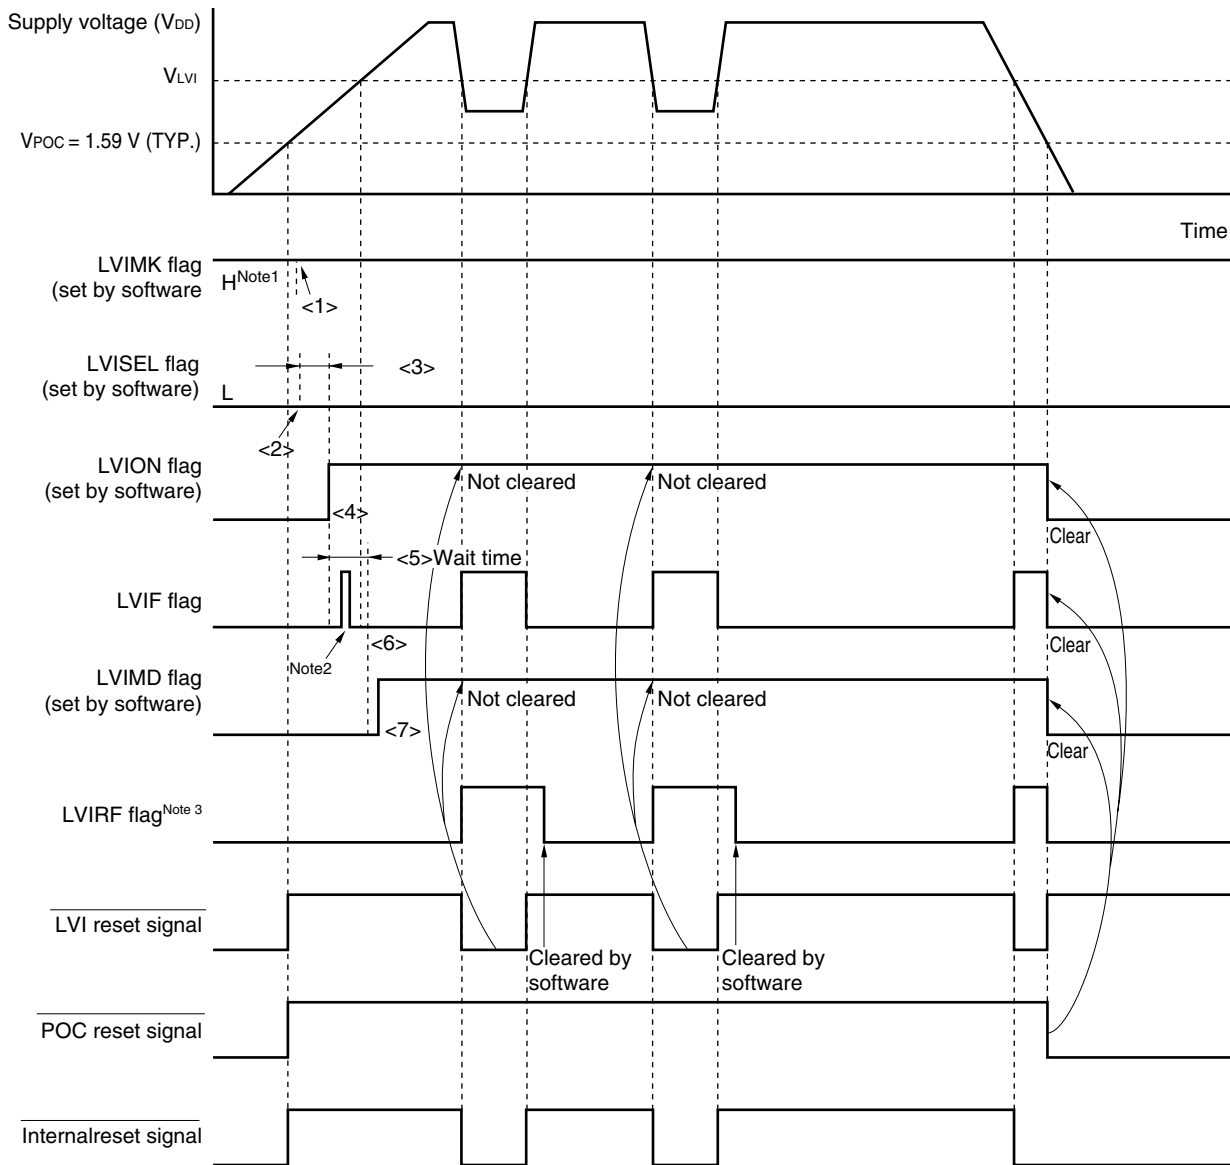 Supply voltage (VDD)
VLVI
VPOC = 1.59 V (TYP.)
Time
LVIMK flag
(set by software
HNote1
<1>
LVISEL flag
(set by software)
<3>
L
<2>
LVION flag
(set by software)
Not cleared
Not cleared
<4>
Clear
<5>Wait time
LVIF flag
Note2
<6>
Clear
LVIMD flag
(set by software)
Not cleared
Not cleared
<7>
Clear
LVIRF flagNote 3
LVI reset signal
Cleared by
software
Cleared by
software
POC reset signal
Internalreset signal